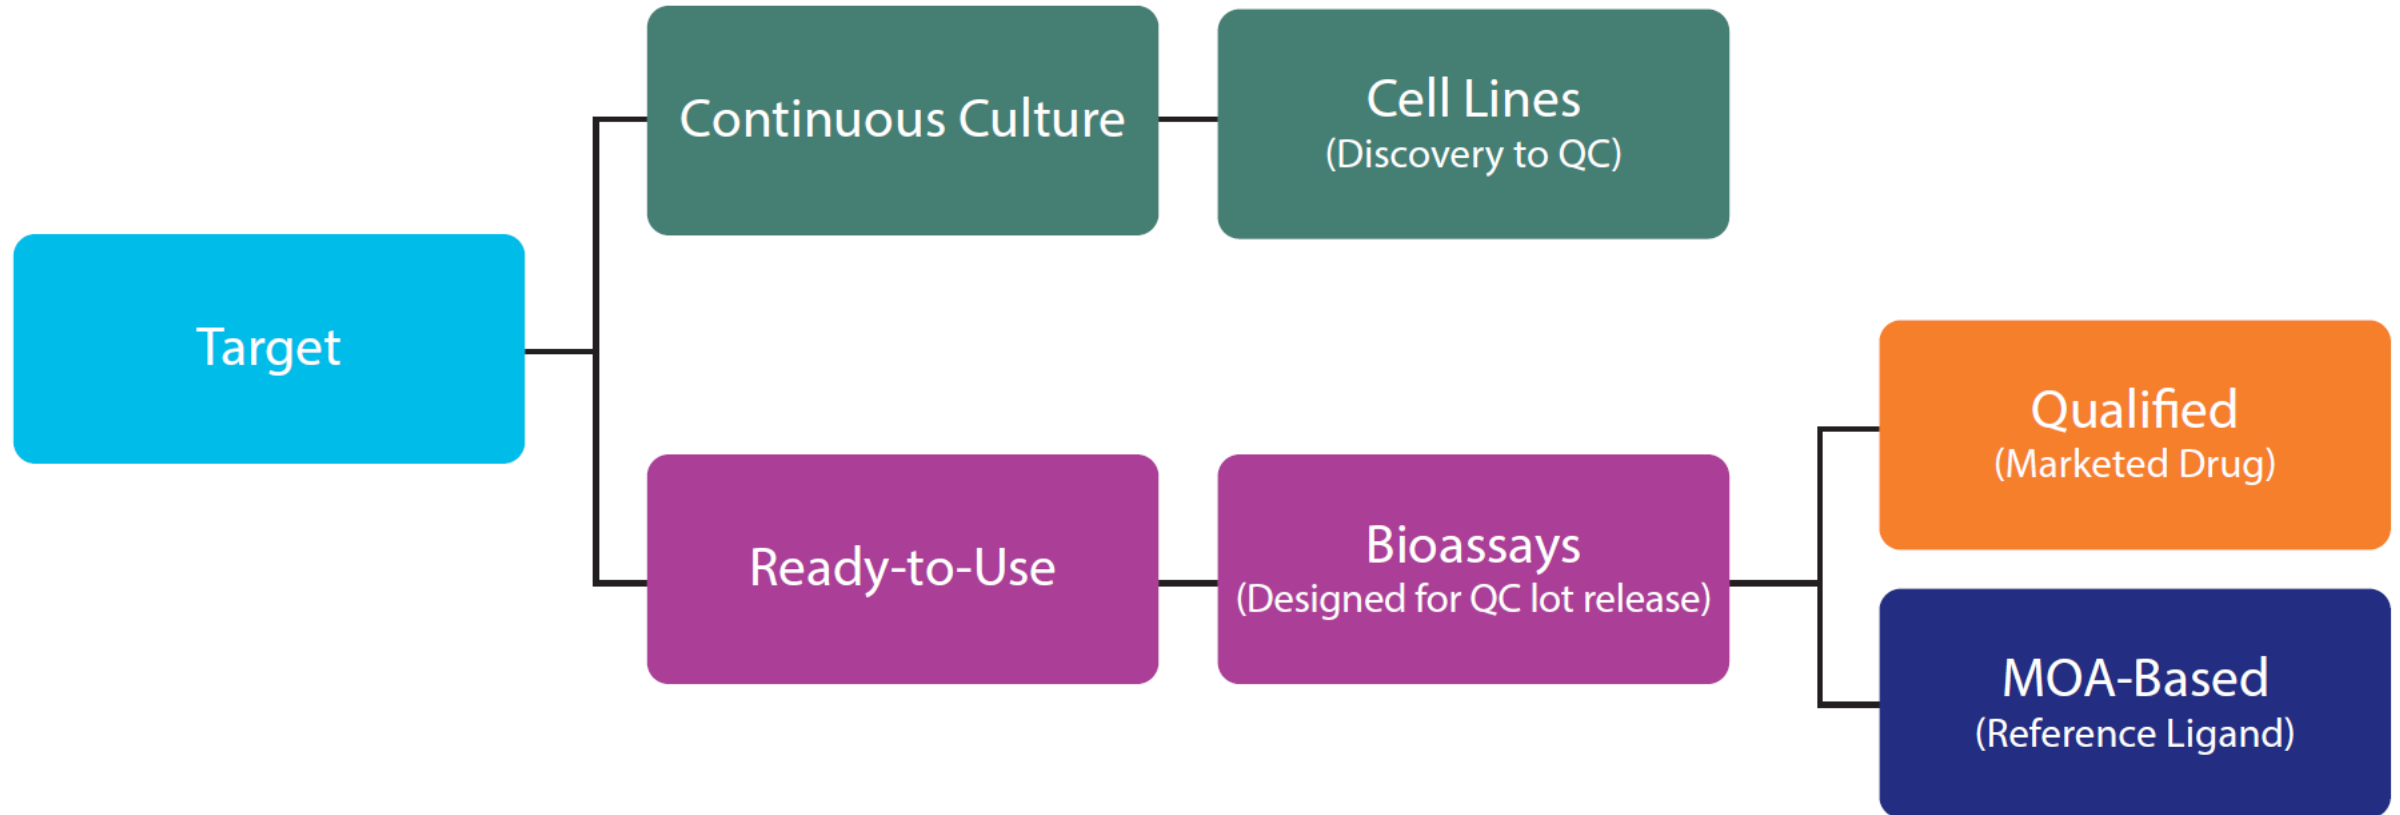 Continuous Culture
Cell Lines
(Discovery to QC)
Target
Ready-to-Use
Bioassays
(Designed for QC lot release)
Qualified
(Marketed Drug)
MOA-Based
(Reference Ligand)